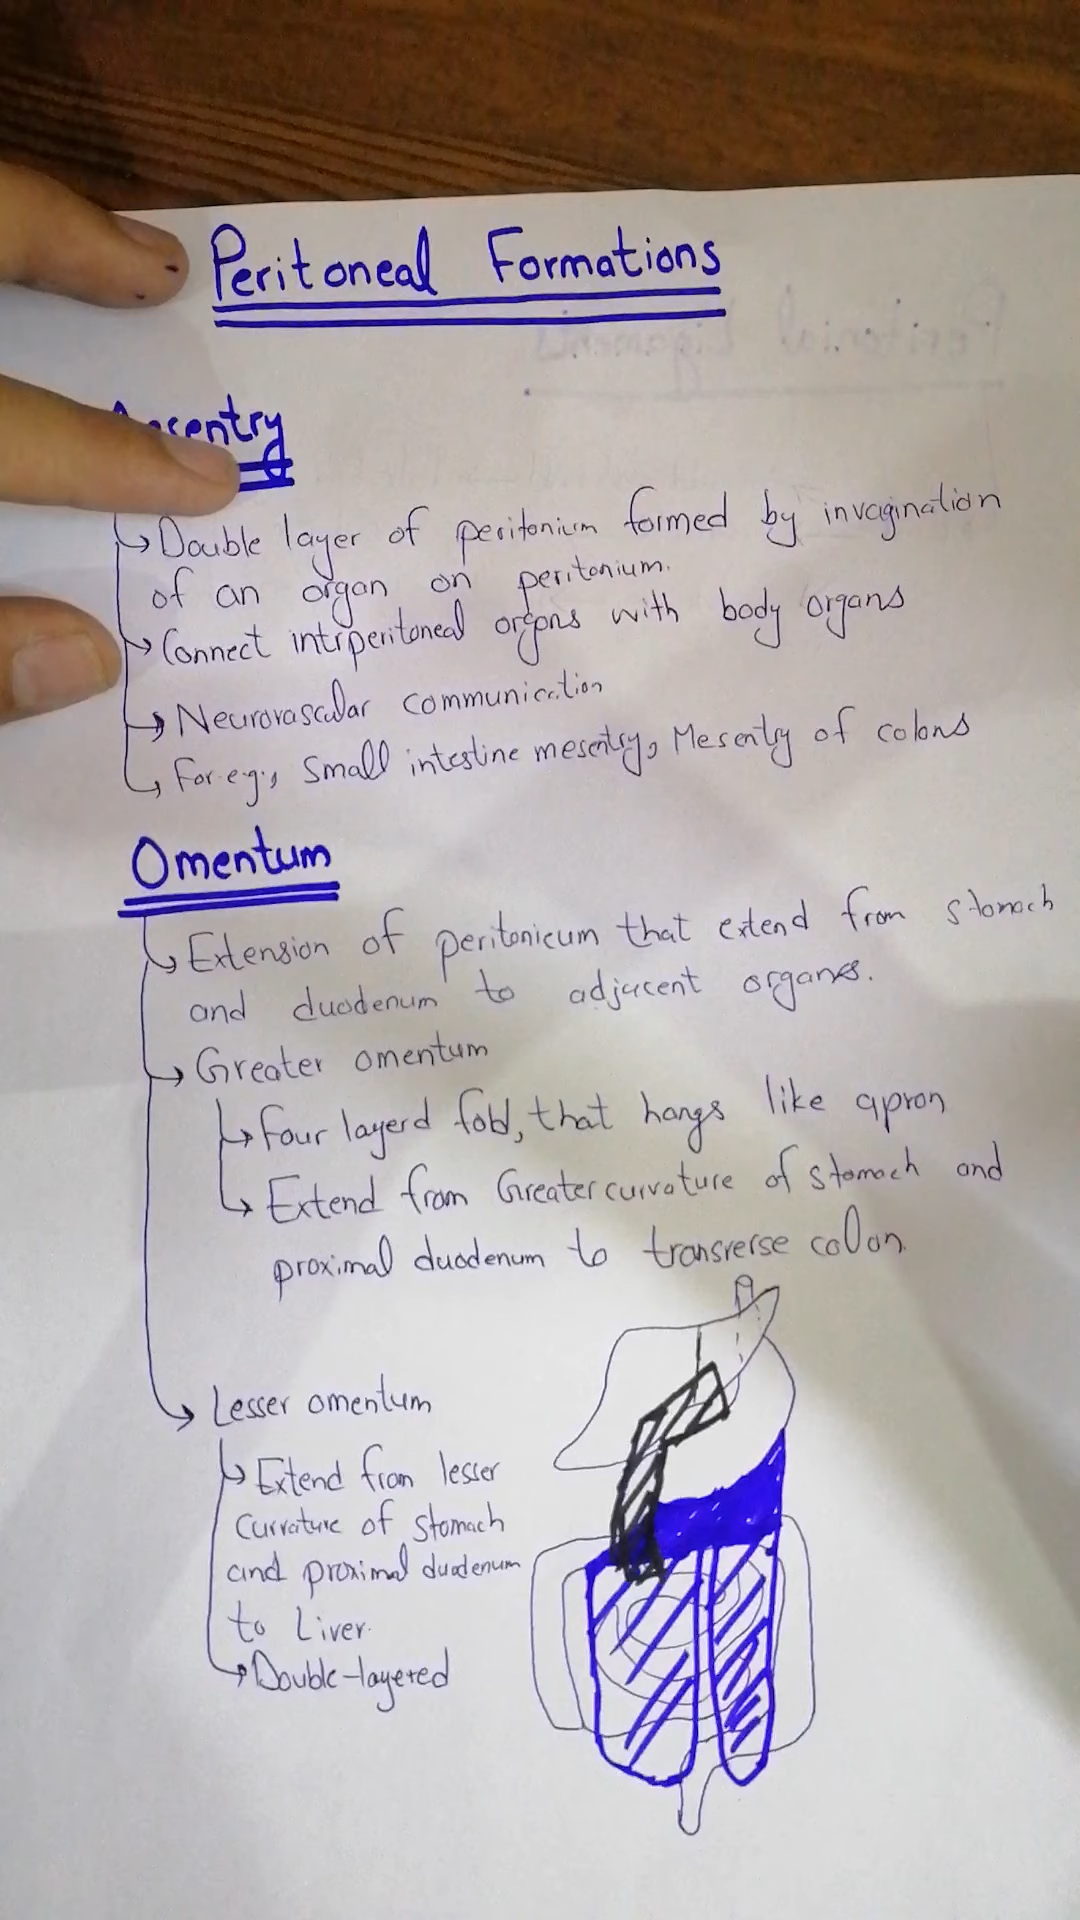 Peritoneal Formations
esentry
Double layer of peritonium formed by invagination
of an organ on peritonium.
Connect intrperitoneal organs with body organs
Neurovascular communication
For e.g., Small intestine mesentry, Mesentry of colons
Omentum
Extension of peritonieum that extend from stomach
and duodenum to adjacent organs.
Greater omentum
Four layerd fold, that hangs like apron
Extend from Greater curvature of stomach and
proximal duodenum to transverse colon.
Lesser omentum
Extend from lesser
curvature of stomach
and proximal duodenum
to Liver.
Double-layered